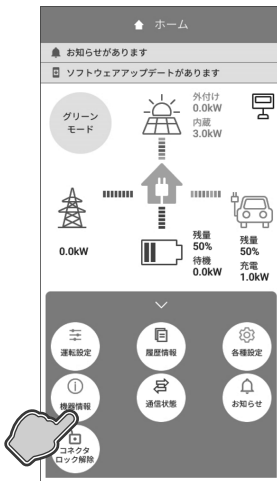 ホーム
お知らせがあります
ソフトウェアアップデートがあります
グリーン
モード
外付け
0.0kW
内蔵
3.0kW
0.0kW
残量
50%
待機
0.0kW
残量
50%
充電
1.0kW
運転設定
履歴情報
各種設定
機器情報
通信状態
お知らせ
コネクタ
ロック解除